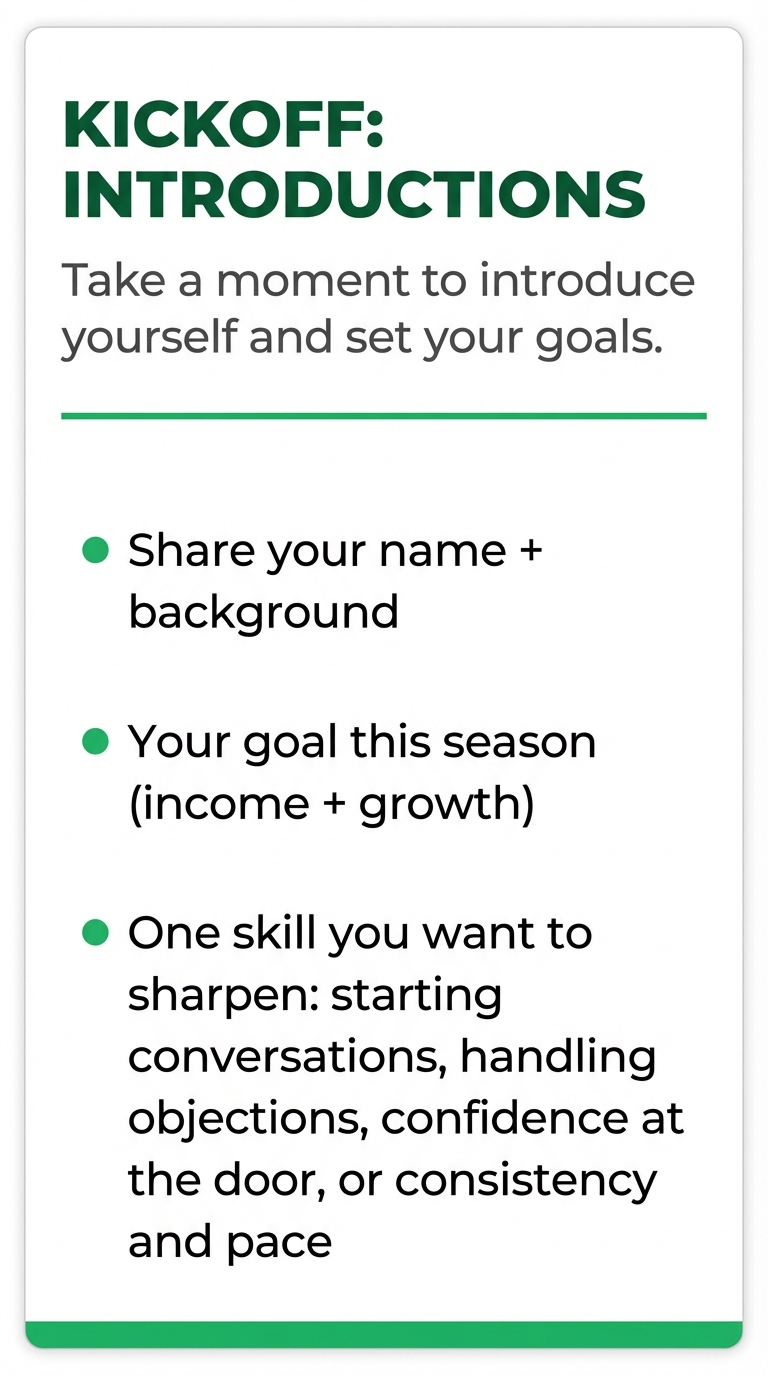 KICKOFF:
INTRODUCTIONS
Take a moment to introduce
yourself and set your goals.
Share your name +
background
Your goal this season
(income + growth)
One skill you want to
sharpen: starting
conversations, handling
objections, confidence at
the door, or consistency
and pace